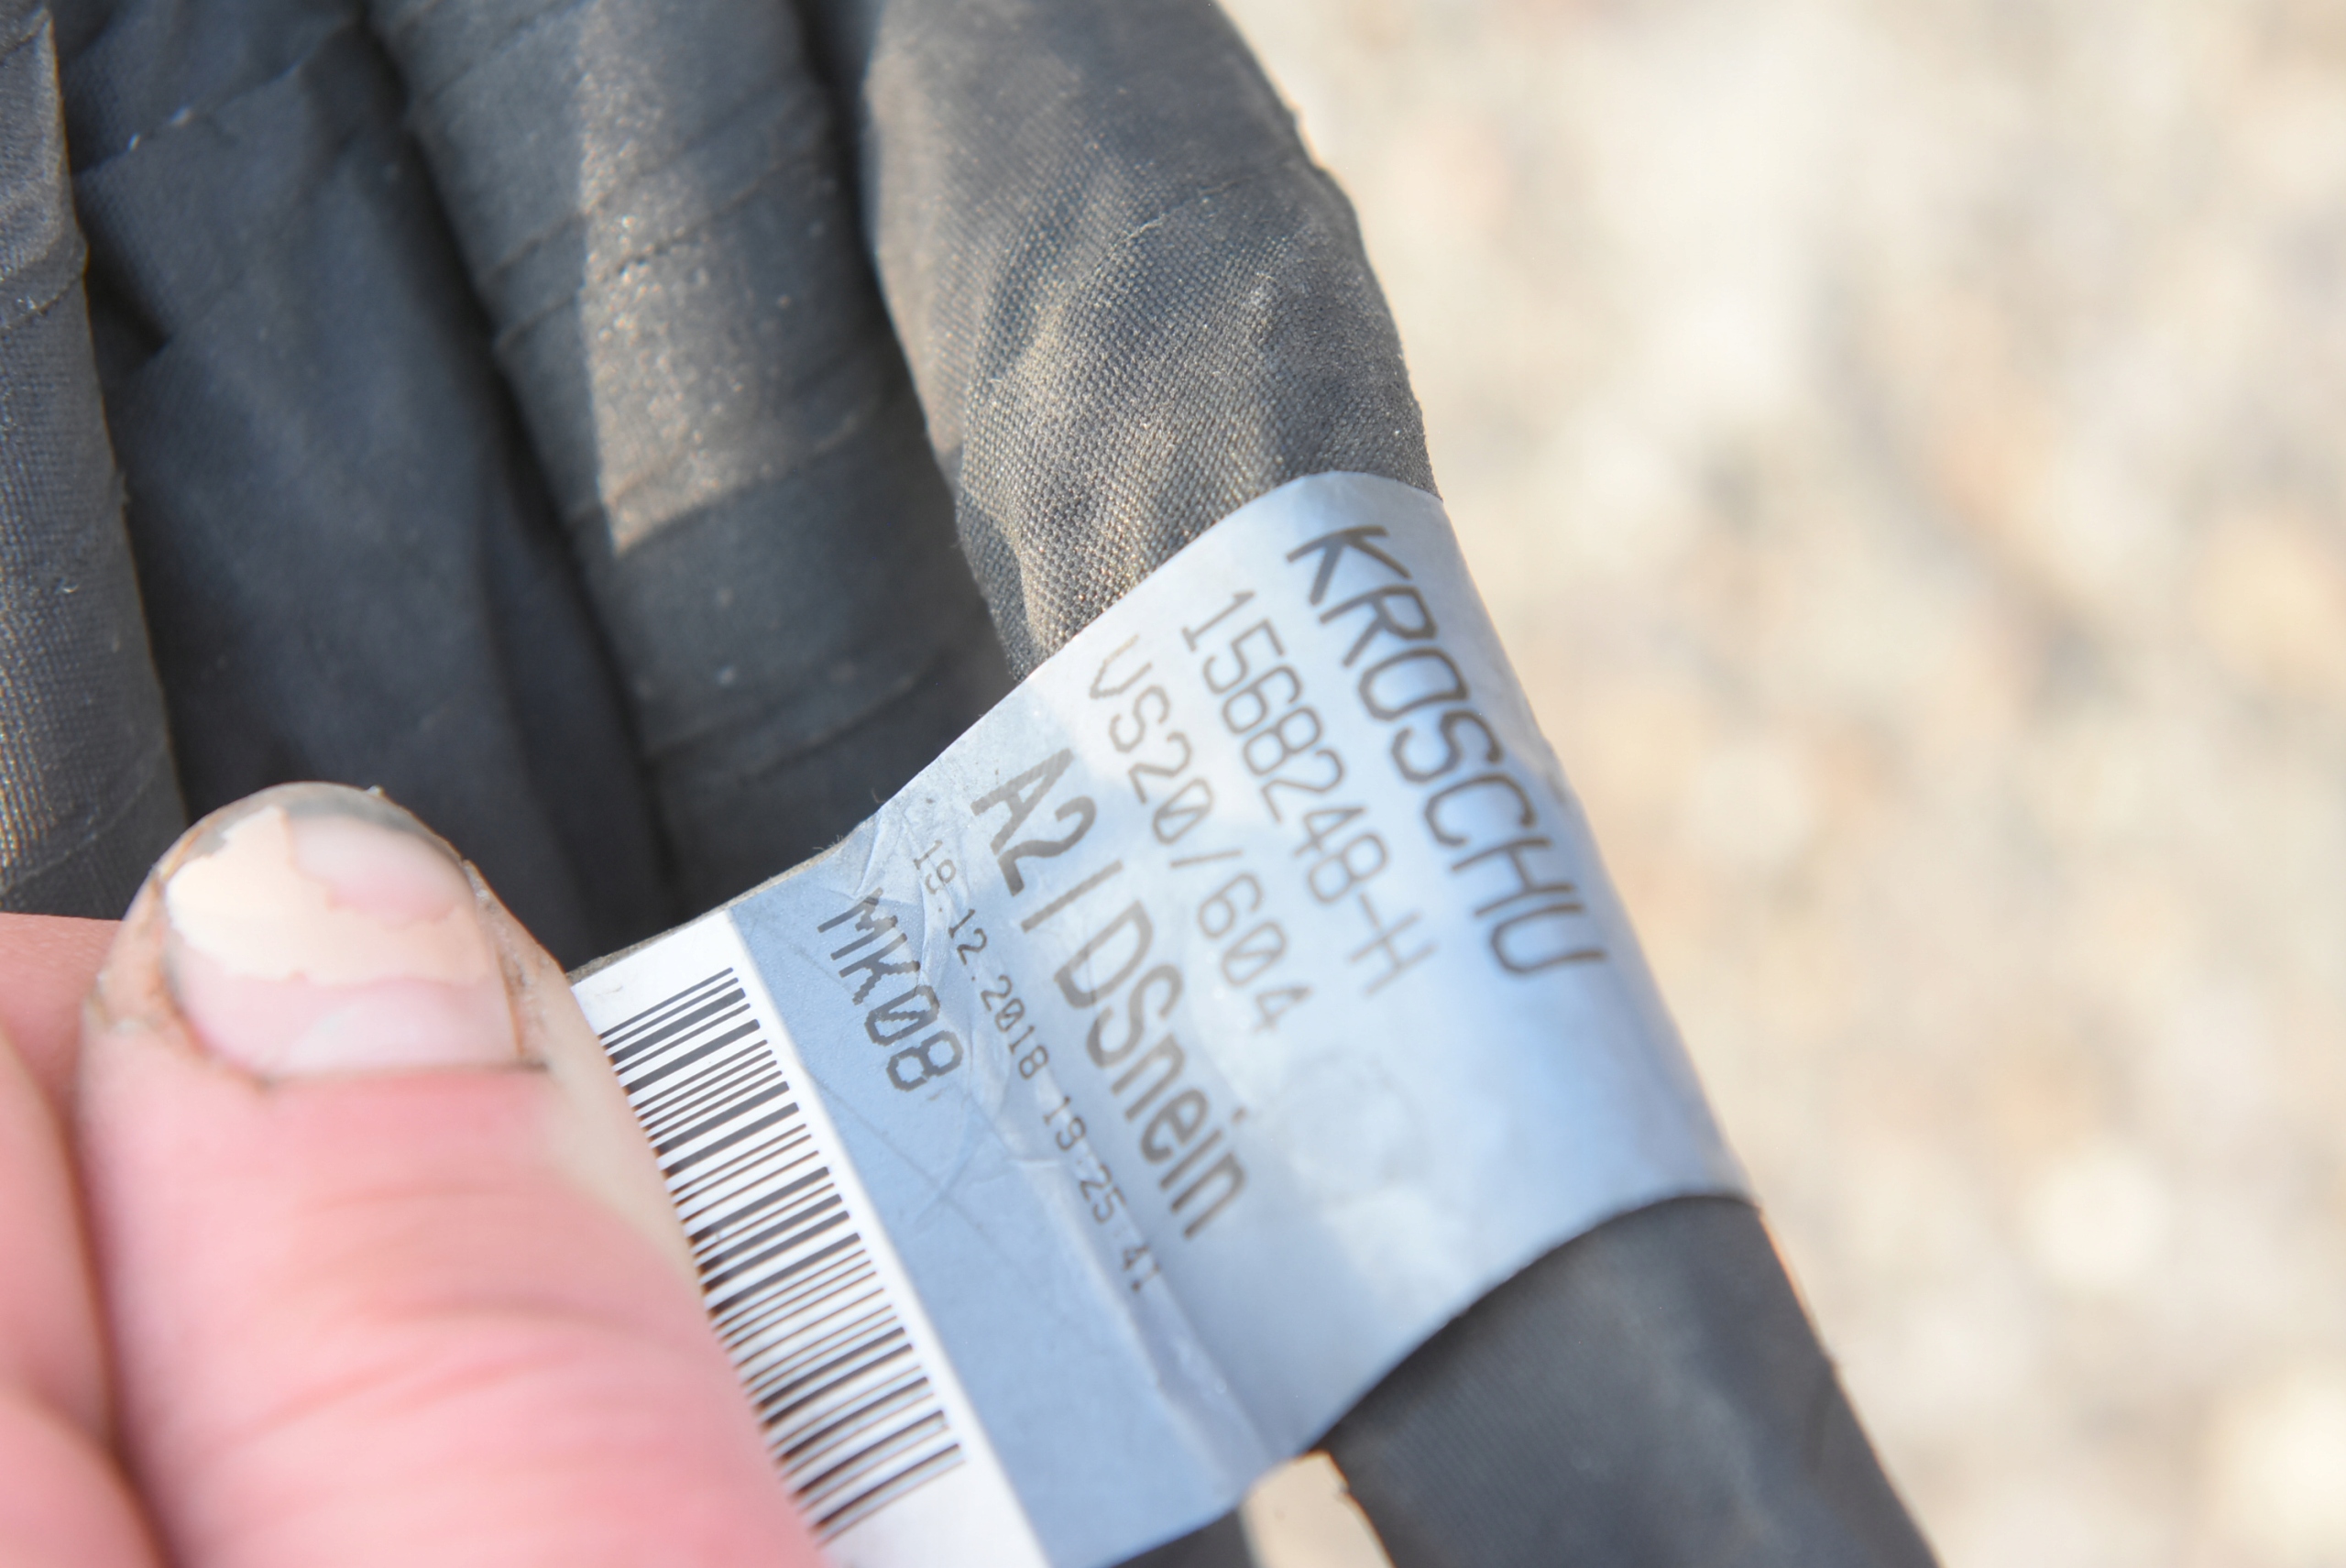 KROSCHU
1568248-H
VS20/604
A2|DSnein
19.12.2018 19 25 41
MK08